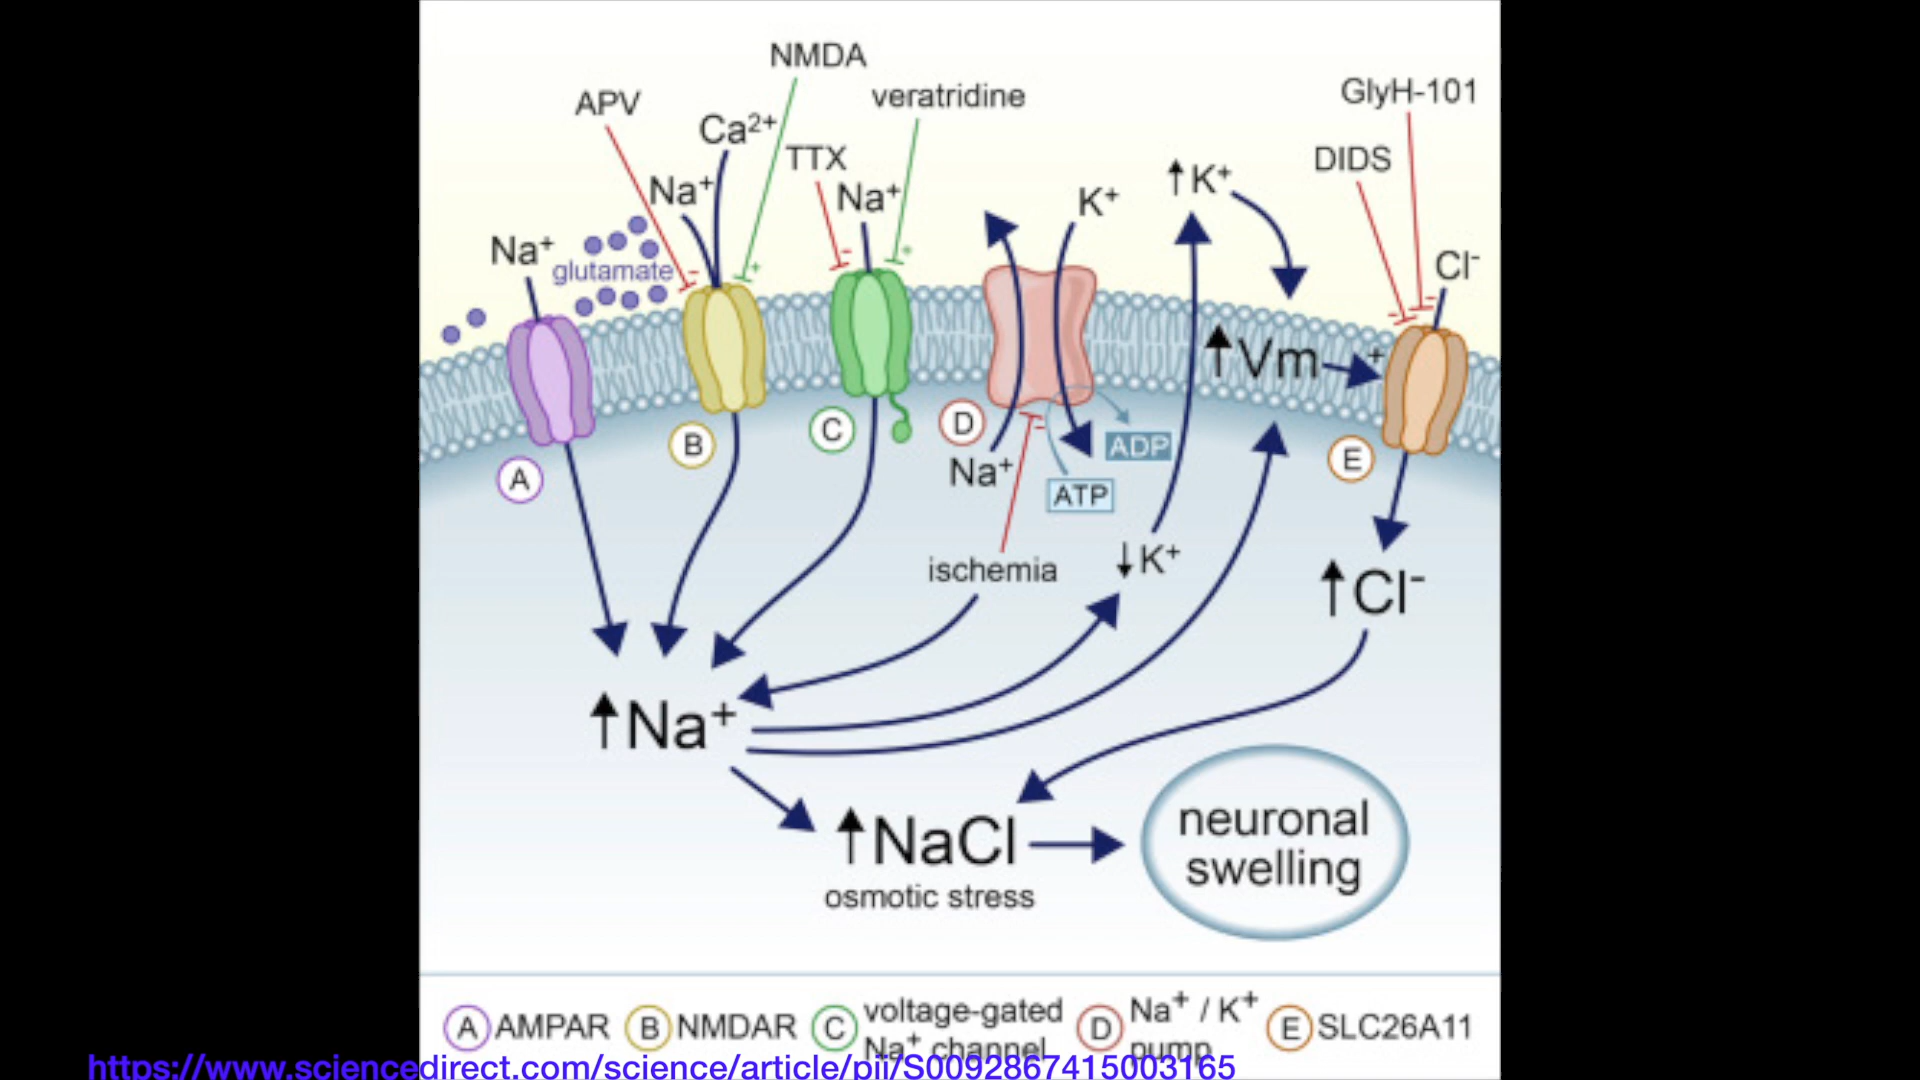 NMDA
APV
veratridine
GlyH-101
Ca²⁺
TTX
DIDS
Na⁺
Na⁺
K⁺
↑K⁺
Na⁺
glutamate
Cl⁻
- + - + - -
↑Vm
+
A
B
C
D
E
Na⁺
ADP
ATP
ischemia
↓K⁺
↑Cl⁻
↑Na⁺
↑NaCl
osmotic stress
neuronal
swelling
A AMPAR
B NMDAR
C voltage-gated
Na⁺ channel
D Na⁺ / K⁺
pump
E SLC26A11
https://www.sciencedirect.com/science/article/pii/S0092867415003165